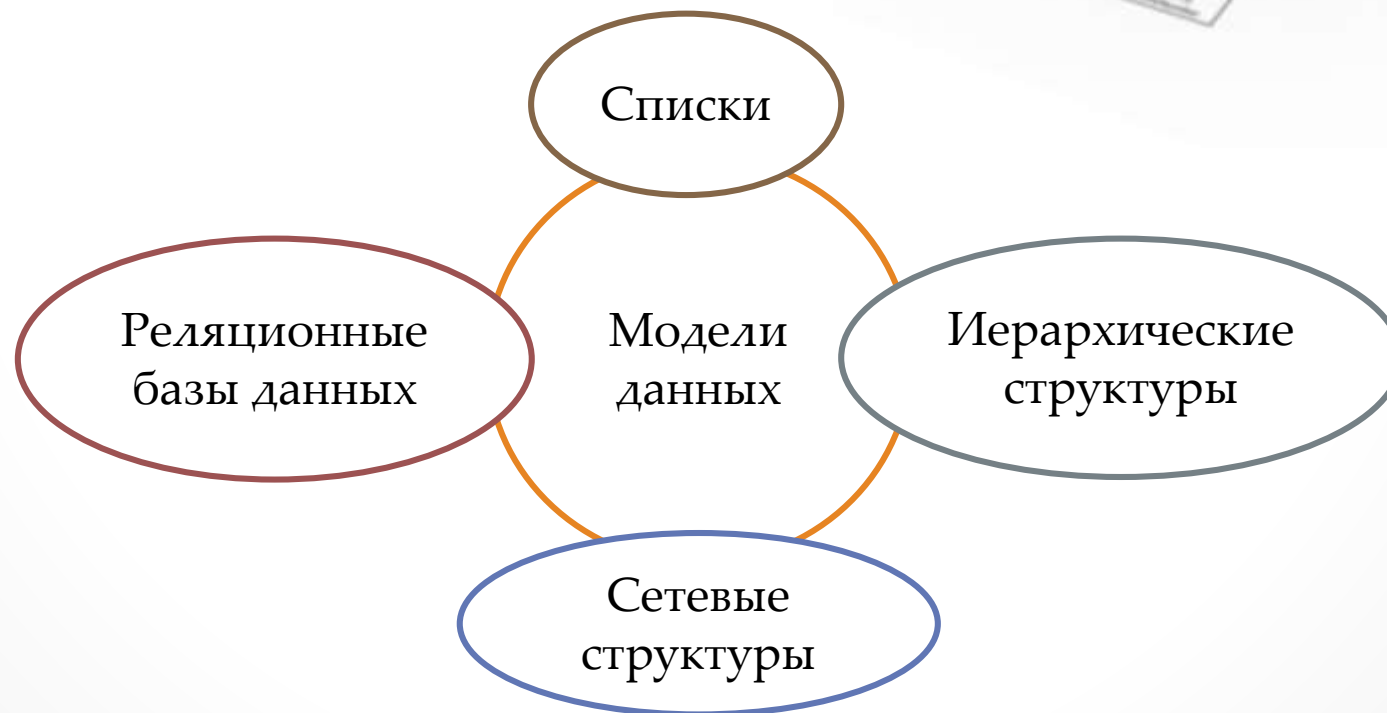 Списки
Реляционные
базы данных
Модели
данных
Иерархические
структуры
Сетевые
структуры